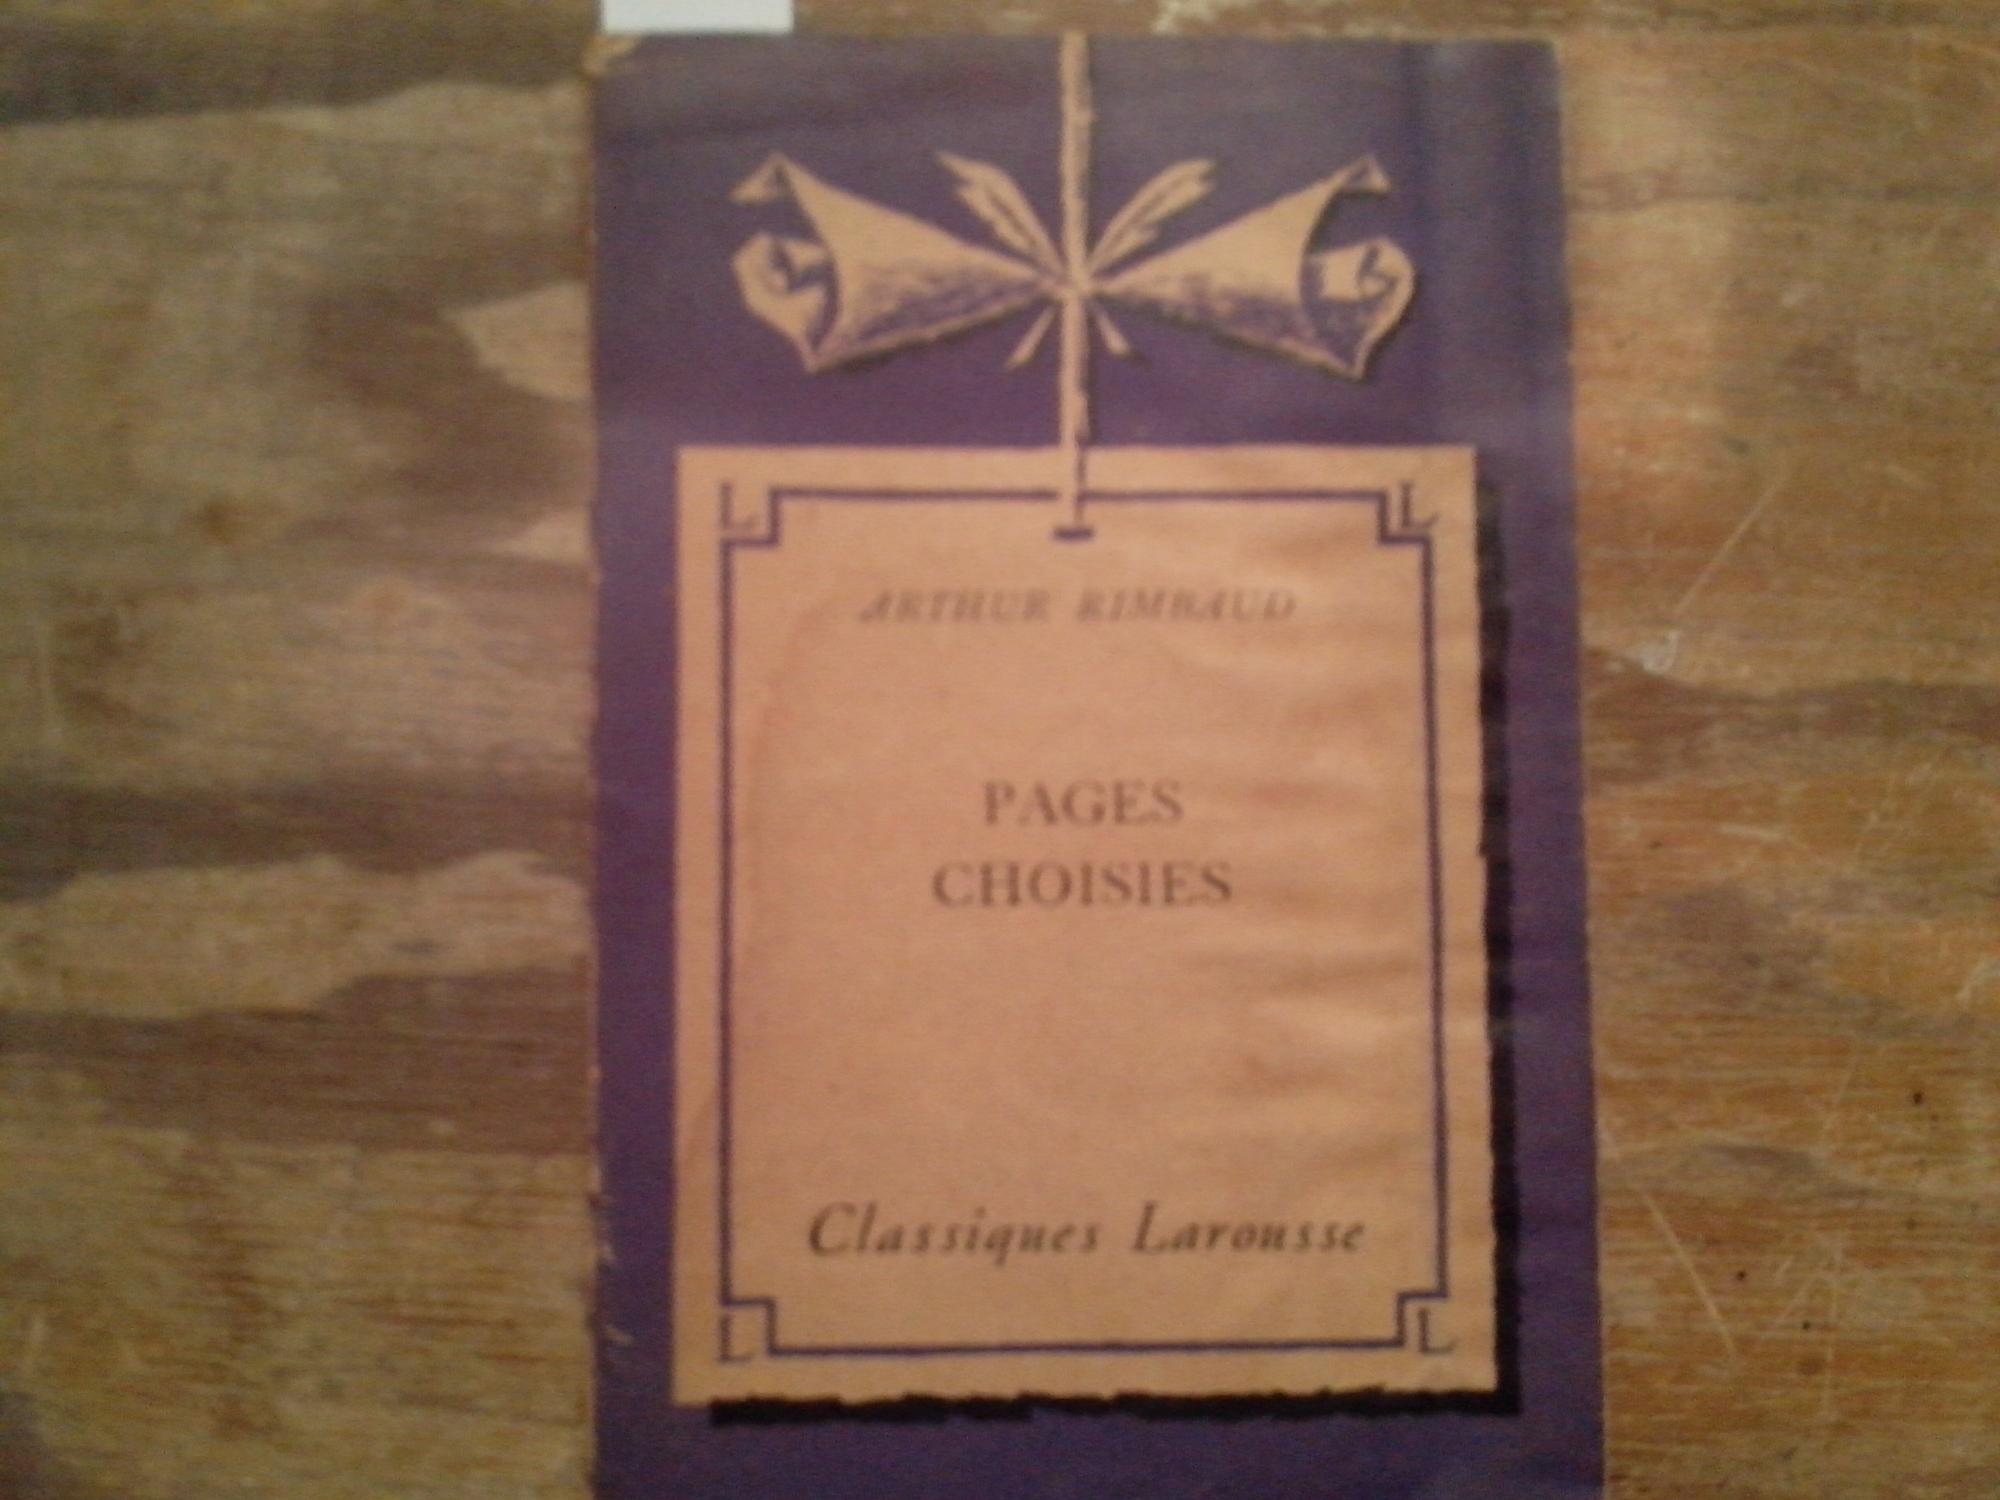 L L
ARTHUR RIMBAUD
PAGES
CHOISIES
Classiques Larousse
L L